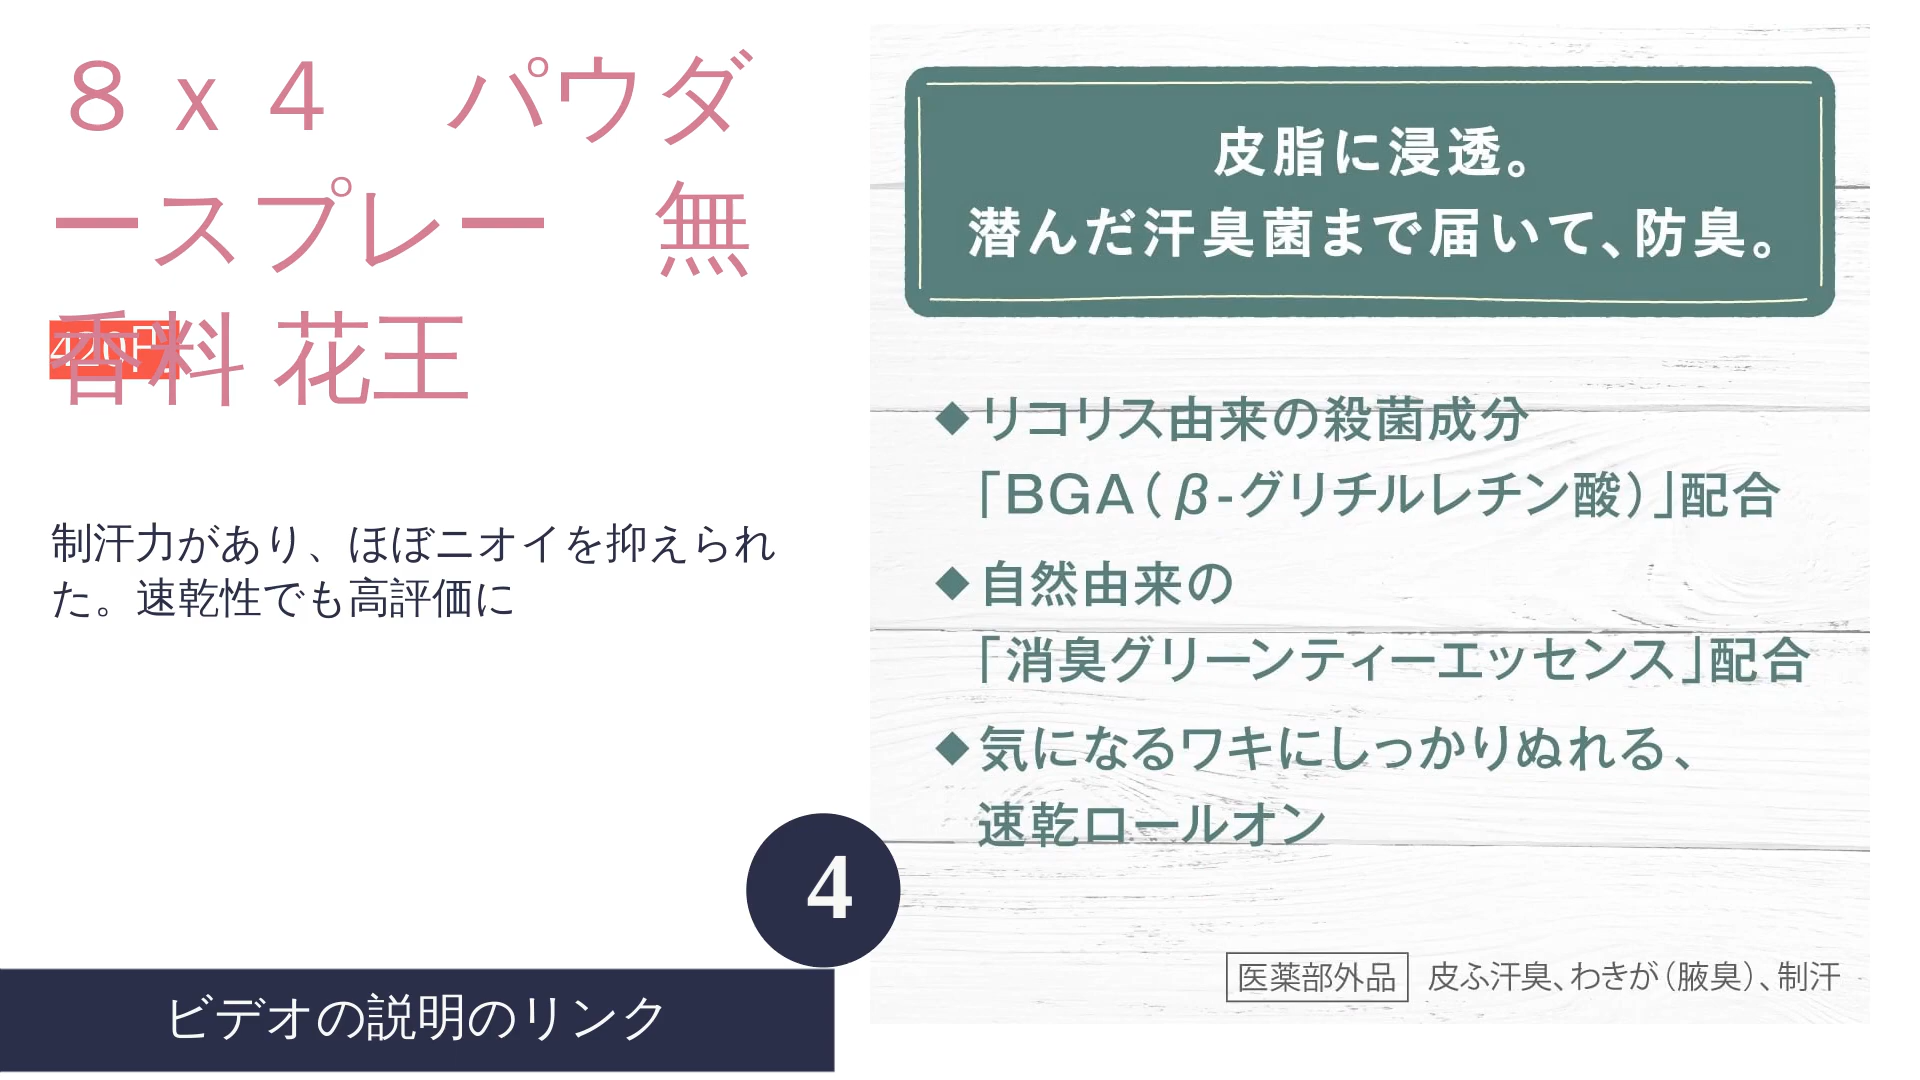 ８ｘ４　パウダ
ースプレー　無
香料 花王
制汗力があり、ほぼニオイを抑えられ
た。速乾性でも高評価に
4
ビデオの説明のリンク
皮脂に浸透。
潜んだ汗臭菌まで届いて、防臭。
◆リコリス由来の殺菌成分
「BGA(β-グリチルレチン酸)」配合
◆自然由来の
「消臭グリーンティーエッセンス」配合
◆気になるワキにしっかりぬれる、
速乾ロールオン
医薬部外品 皮ふ汗臭、わきが(腋臭)、制汗